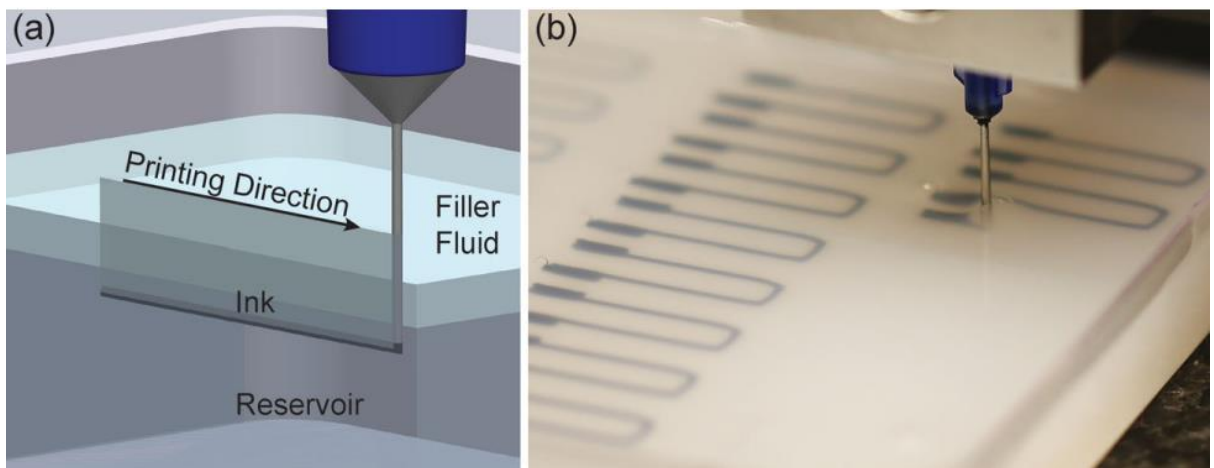 (a)
Printing Direction
Filler
Fluid
Ink
Reservoir
(b)